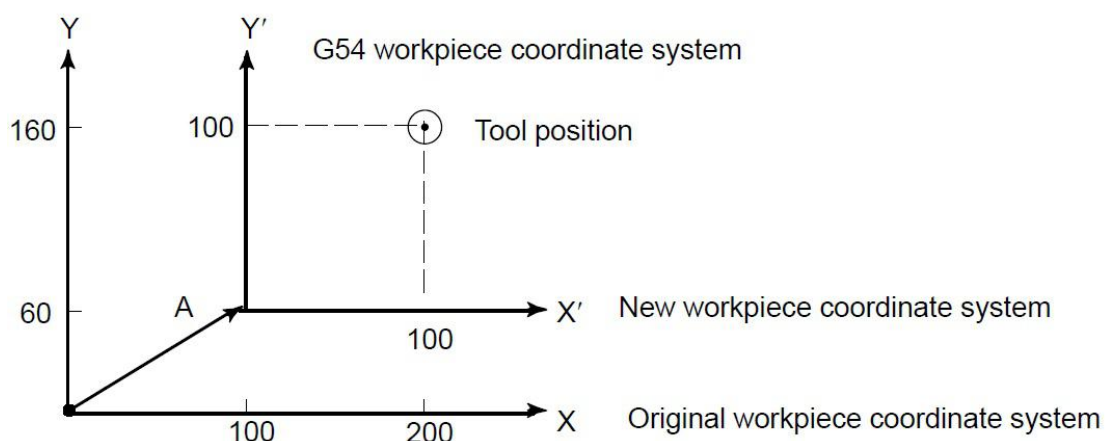 Y
Y′
G54 workpiece coordinate system
160
100
Tool position
60
A
X′
New workpiece coordinate system
100
X
Original workpiece coordinate system
100
200